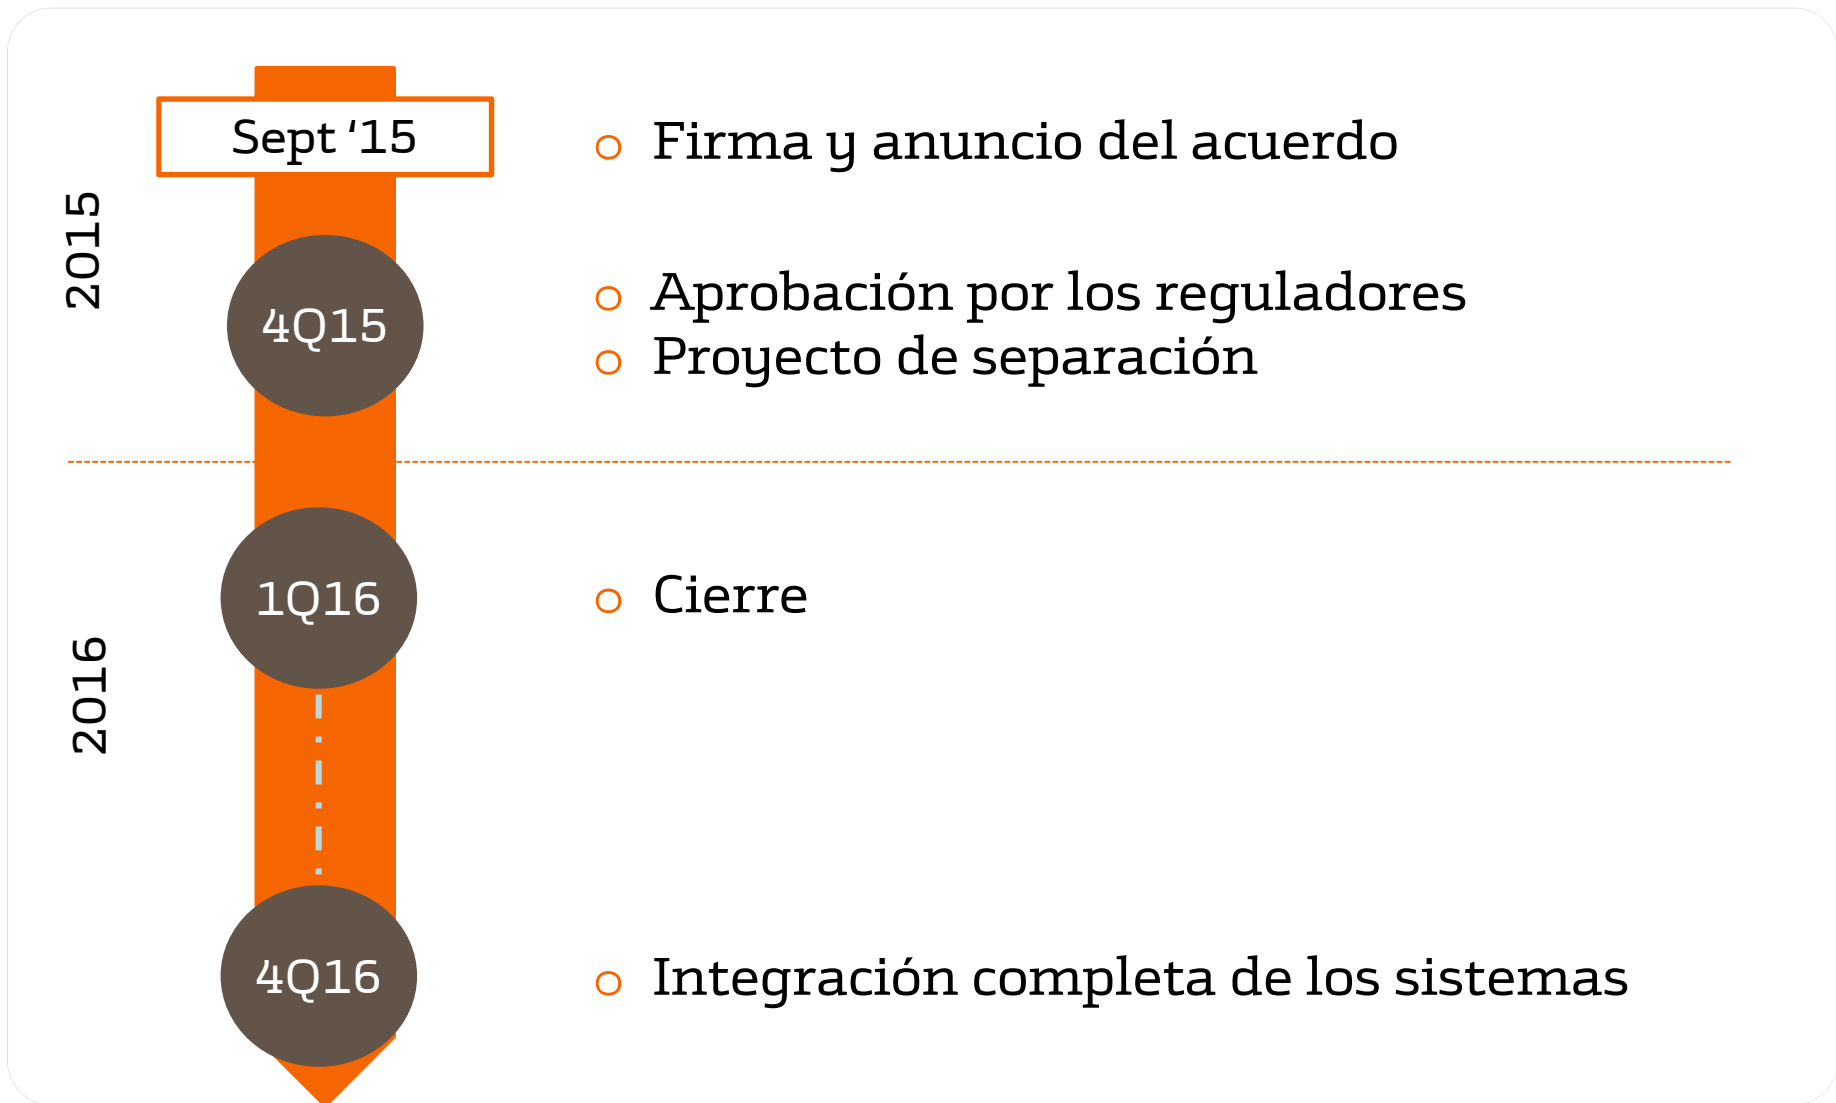 2015
Sept ‘15
Firma y anuncio del acuerdo
4Q15
Aprobación por los reguladores
Proyecto de separación
2016
1Q16
Cierre
4Q16
Integración completa de los sistemas